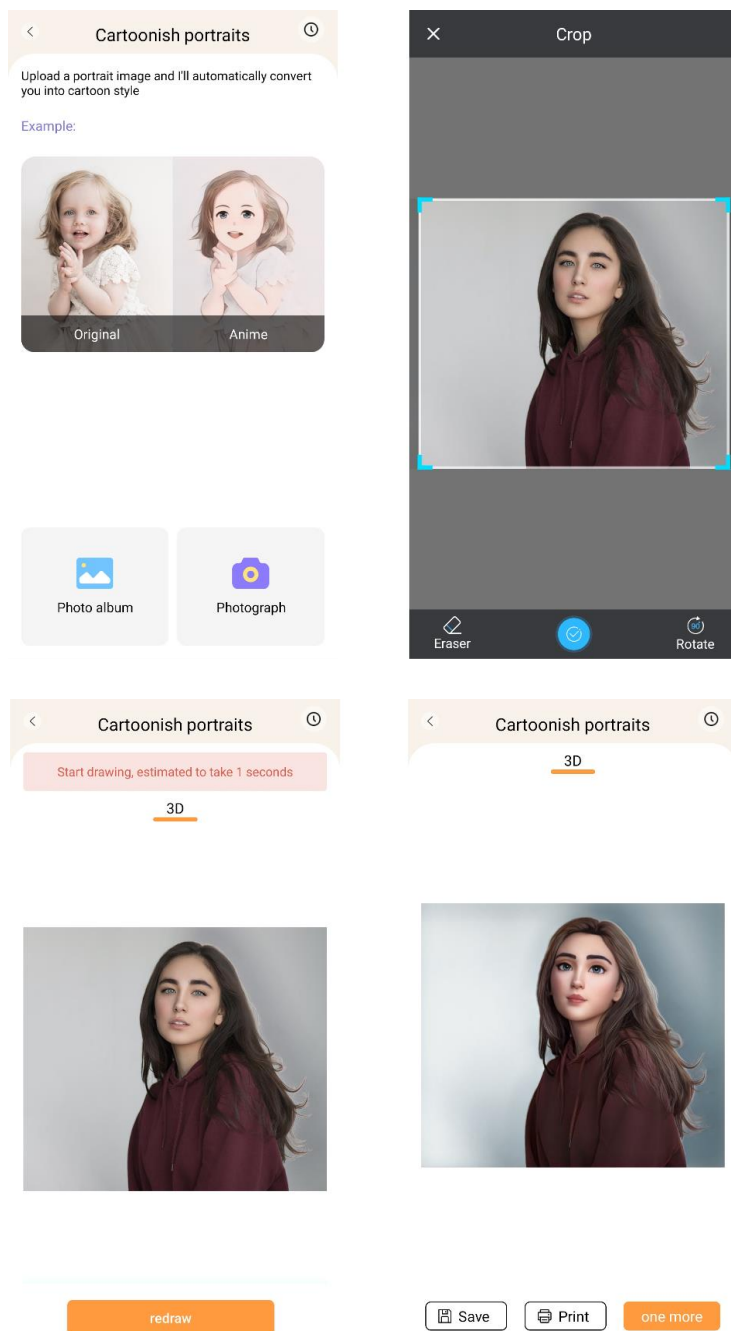 Cartoonish portraits
Upload a portrait image and I'll automatically convert
you into cartoon style
Example:
Original
Anime
Photo album
Photograph
Crop
Eraser
90
Rotate
Cartoonish portraits
Start drawing, estimated to take 1 seconds
3D
redraw
Cartoonish portraits
3D
Save
Print
one more